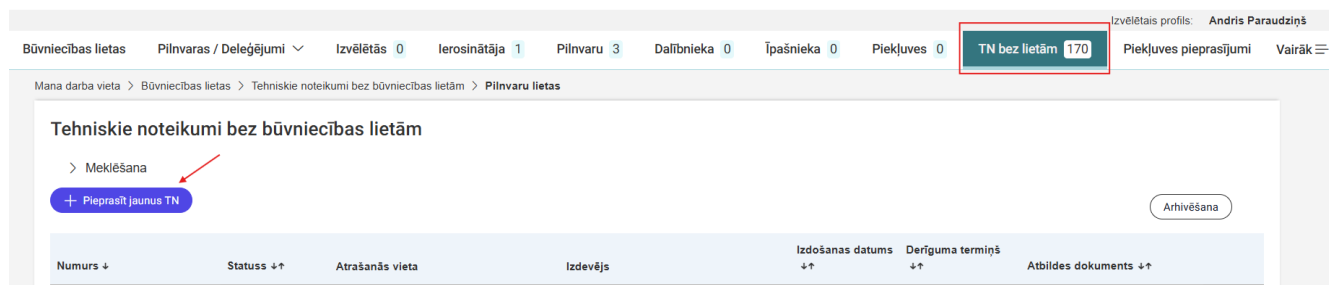 Izvēlētais profils: Andris Paraudziņš
Būvniecības lietas Pilnvaras / Deleģējumi Izvēlētās 0 Ierosinātāja 1 Pilnvaru 3 Dalībnieka 0 Īpašnieka 0 Piekļuves 0 TN bez lietām 170 Piekļuves pieprasījumi Vairāk
Mana darba vieta > Būvniecības lietas > Tehniskie noteikumi bez būvniecības lietām > Pilnvaru lietas
Tehniskie noteikumi bez būvniecības lietām
> Meklēšana
+ Pieprasīt jaunus TN
Arhivēšana
Numurs ↓ Statuss ↓↑ Atrašanās vieta Izdevējs Izdošanas datums ↓↑ Derīguma termiņš ↓↑ Atbildes dokuments ↓↑